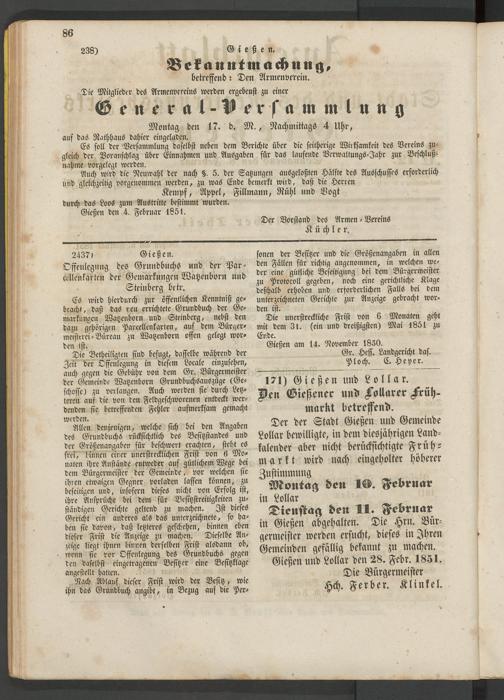 86
238) Gießen.
Bekanntmachung,
betreffend: Den Armenverein.
Die Mitglieder des Armenvereins werden ergebenst zu einer
General-Versammlung
Montag den 17. d. M., Nachmittags 4 Uhr,
auf das Rathhaus dahier eingeladen.
Es soll der Versammlung daselbst neben dem Berichte über die seitherige Wirksamkeit des Vereins zu-
gleich der Voranschlag über Einnahmen und Ausgaben für das laufende Verwaltungs-Jahr zur Beschluß-
nahme vorgelegt werden.
Auch wird die Neuwahl der nach §. 5. der Satzungen ausgeloosten Hälfte des Ausschusses erforderlich
und gleichzeitig vorgenommen werden, zu was Ende bemerkt wird, daß die Herren
Kempf, Appel, Fillmann, Rühl und Vogt
durch das Loos zum Austritte bestimmt wurden.
Gießen den 4. Februar 1851.
Der Vorstand des Armen-Vereins
Küchler.
2437) Gießen.
Offenlegung des Grundbuchs und der Par-
cellenkarten der Gemarkungen Watzenborn und
Steinberg betr.
Es wird hierdurch zur öffentlichen Kenntniß ge-
bracht, daß das neu errichtete Grundbuch der Ge-
markungen Watzenborn und Steinberg, nebst den
dazu gehörigen Parcellenkarten, auf dem Bürger-
meisterei-Büreau zu Watzenborn offen gelegt wor-
den ist.
Die Betheiligten sind befugt, dasselbe während der
Zeit der Offenlegung in diesem Locale einzusehen,
auch gegen die Gebühr von dem Gr. Bürgermeister
der Gemeinde Watzenborn Grundbuchsauszüge (Ge-
schosse) zu verlangen. Auch werden sie durch Letz-
teren auf die von den Feldgeschwornen entdeckt wer-
denden sie betreffenden Fehler aufmerksam gemacht
werden.
Allen denjenigen, welche sich bei den Angaben
des Grundbuchs rücksichtlich des Besitzstandes und
der Größenangaben für beschwert erachten, steht es
frei, binnen einer unerstrecklichen Frist von 6 Mo-
naten ihre Anstände entweder auf gütlichem Wege bei
dem Bürgermeister der Gemeinde, vor welchen sie
ihren etwaigen Gegner vorladen lassen können, zu
beseitigen und, insofern dieses nicht von Erfolg ist,
ihre Ansprüche bei dem für Besitzstreitigkeiten zu-
ständigen Gerichte geltend zu machen. Ist dieses
Gericht ein anderes als das unterzeichnete, so ha-
ben sie davon, daß letzteres geschehen, binnen eben
dieser Frist die Anzeige zu machen. Dieselbe An-
zeige liegt ihnen binnen derselben Frist alsdann ob,
wenn sie vor Offenlegung des Grundbuchs gegen
den daselbst eingetragenen Besitzer eine Besitzklage
angestellt hatten.
Nach Ablauf dieser Frist wird der Besitz, wie
ihn das Grundbuch angibt, in Bezug auf die Per-
sonen der Besitzer und die Größenangaben in allen
den Fällen für richtig angenommen, in welchen we-
der eine gütliche Beseitigung bei dem Bürgermeister
zu Protocoll gegeben, noch eine gerichtliche Klage
deshalb erhoben und erforderlichen Falls bei dem
unterzeichneten Gerichte zur Anzeige gebracht wor-
den ist.
Die unerstreckliche Frist von 6 Monaten geht
mit dem 31. (ein und dreißigsten) Mai 1851 zu
Ende.
Gießen am 14. November 1850.
Gr. Hess. Landgericht das.
Ploch. C. Heyer.
171) Gießen und Lollar.
Den Gießener und Lollarer Früh-
markt betreffend.
Der der Stadt Gießen und Gemeinde
Lollar bewilligte, in dem diesjährigen Land-
kalender aber nicht berücksichtigte Früh-
markt wird nach eingeholter höherer
Zustimmung
Montag den 10. Februar
in Lollar
Dienstag den 11. Februar
in Gießen abgehalten. Die Hrn. Bür-
germeister werden ersucht, dieses in Ihren
Gemeinden gefällig bekannt zu machen.
Gießen und Lollar den 28. Febr. 1851.
Die Bürgermeister
Hch. Ferber. Klinkel.